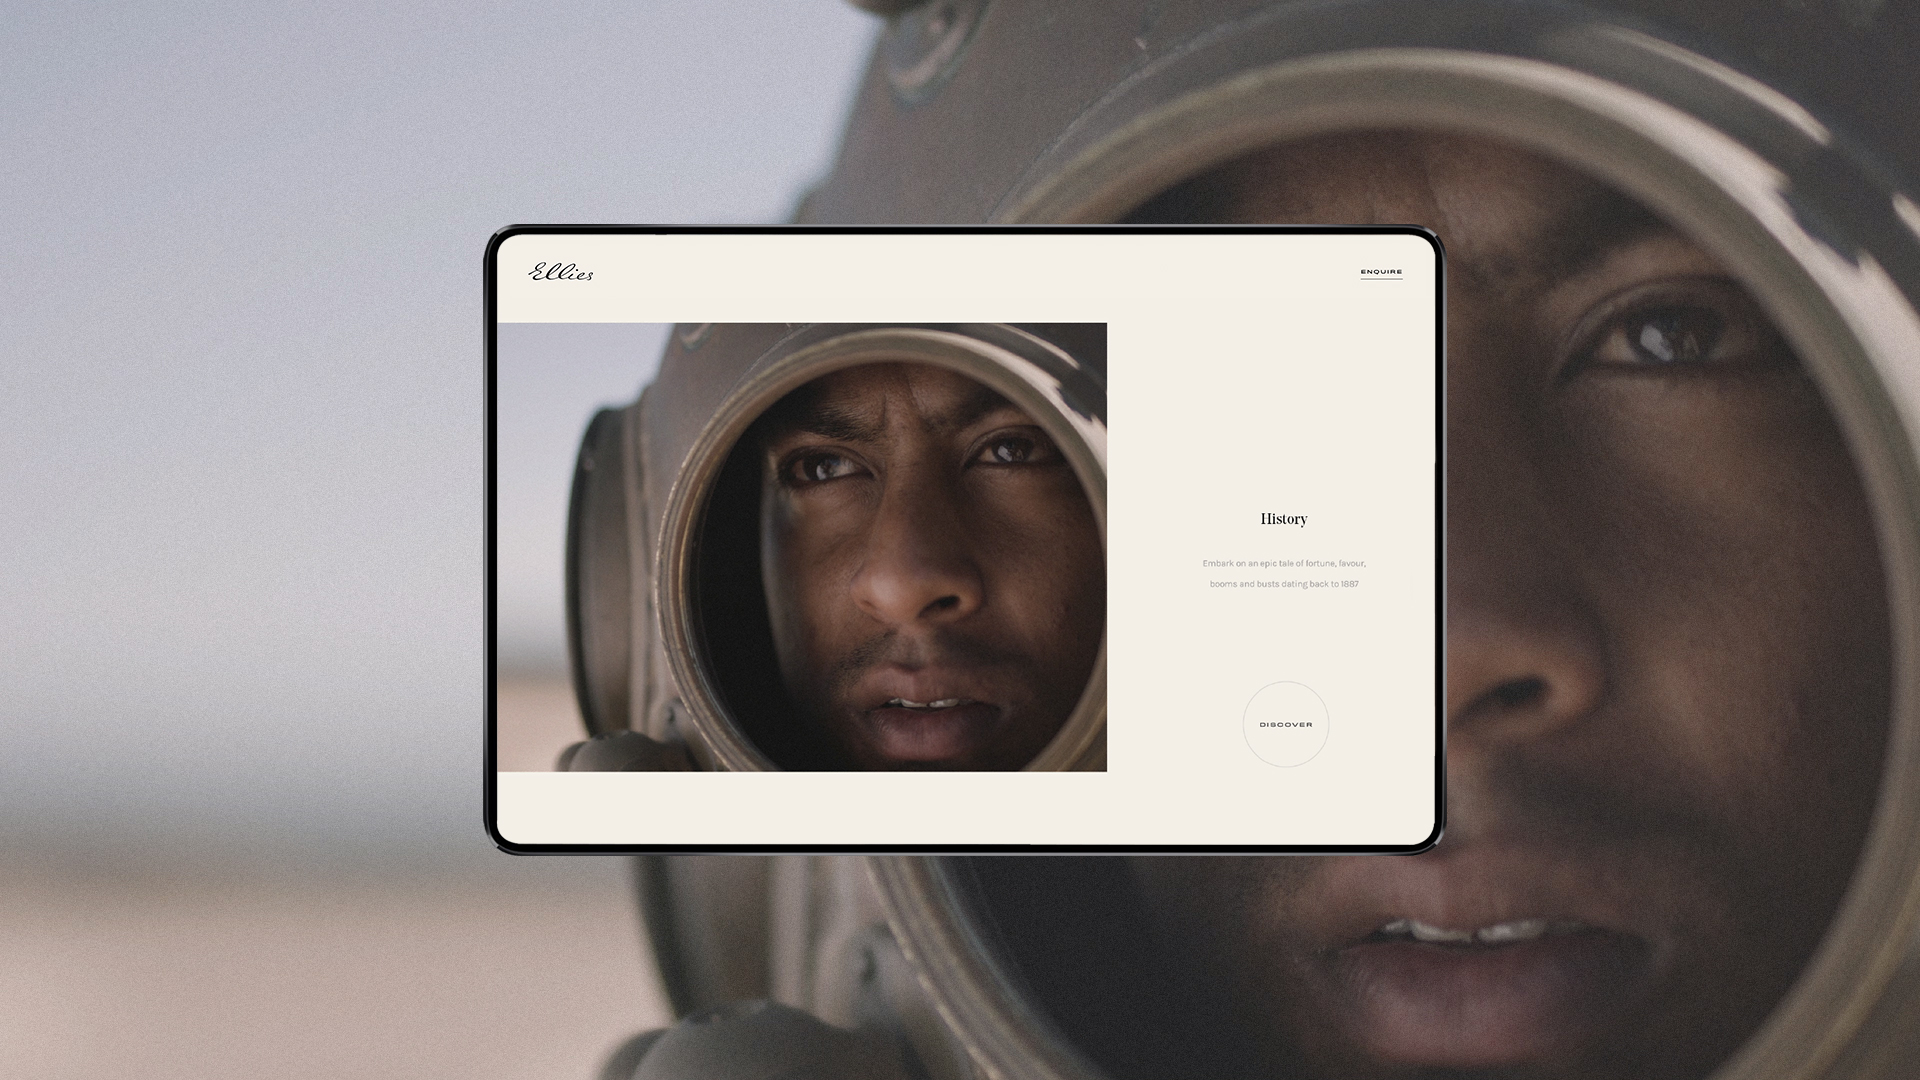 Ellies
ENQUIRE
History
Embark on an epic tale of fortune, favour,
booms and busts dating back to 1887
DISCOVER